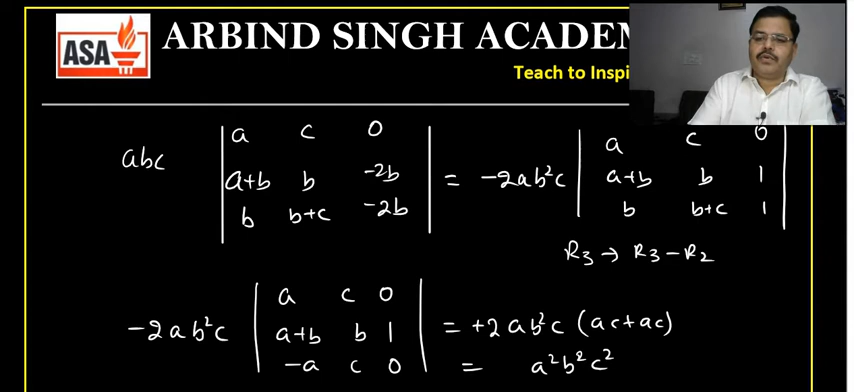 ASA
ARBIND SINGH ACADEM
Teach to Inspi
abc | a c 0 | = -2ab²c | a c 0 |
| a+b b -2b | | a+b b 1 |
| b b+c -2b | | b b+c 1 |
R₃ → R₃ - R₂
-2ab²c | a c 0 | = +2ab²c (ac+ac)
| a+b b 1 |
| -a c 0 | = a²b²c²